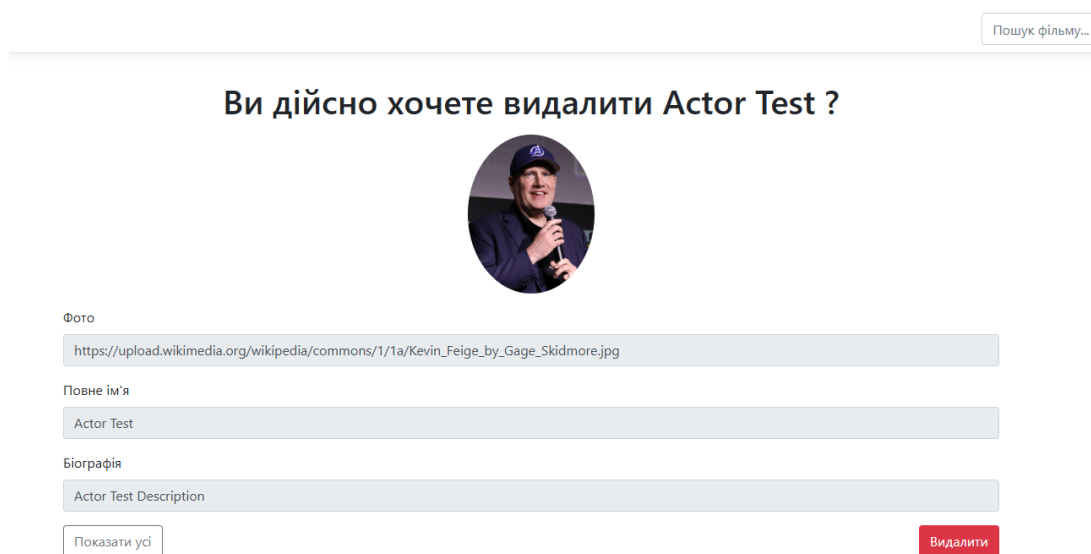 Пошук фільму...
Ви дійсно хочете видалити Actor Test ?
Фото
https://upload.wikimedia.org/wikipedia/commons/1/1a/Kevin_Feige_by_Gage_Skidmore.jpg
Повне ім'я
Actor Test
Біографія
Actor Test Description
Показати усі
Видалити